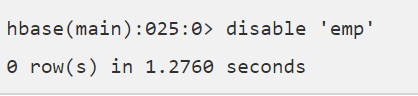 hbase(main):025:0> disable 'emp'
0 row(s) in 1.2760 seconds